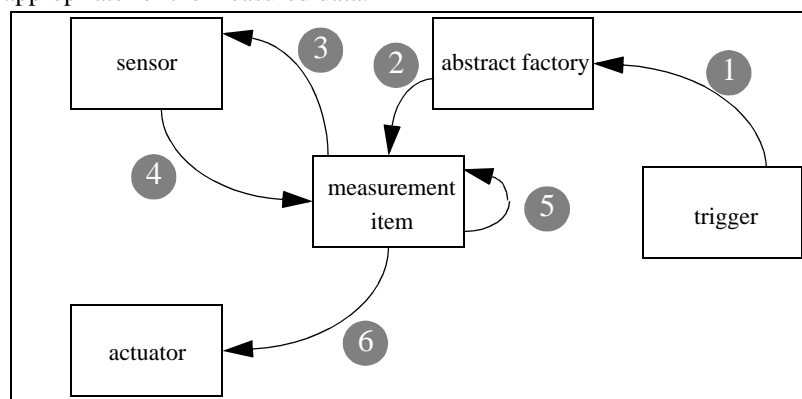 appropriate for the measured data.
sensor
3
2
abstract factory
1
4
measurement
item
5
trigger
actuator
6